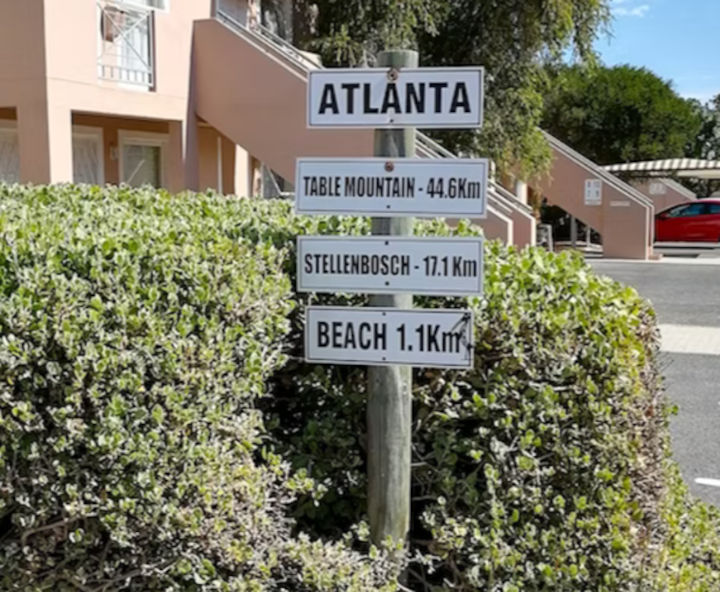 ATLANTA
TABLE MOUNTAIN - 44.6Km
STELLENBOSCH - 17.1 Km
BEACH 1.1Km